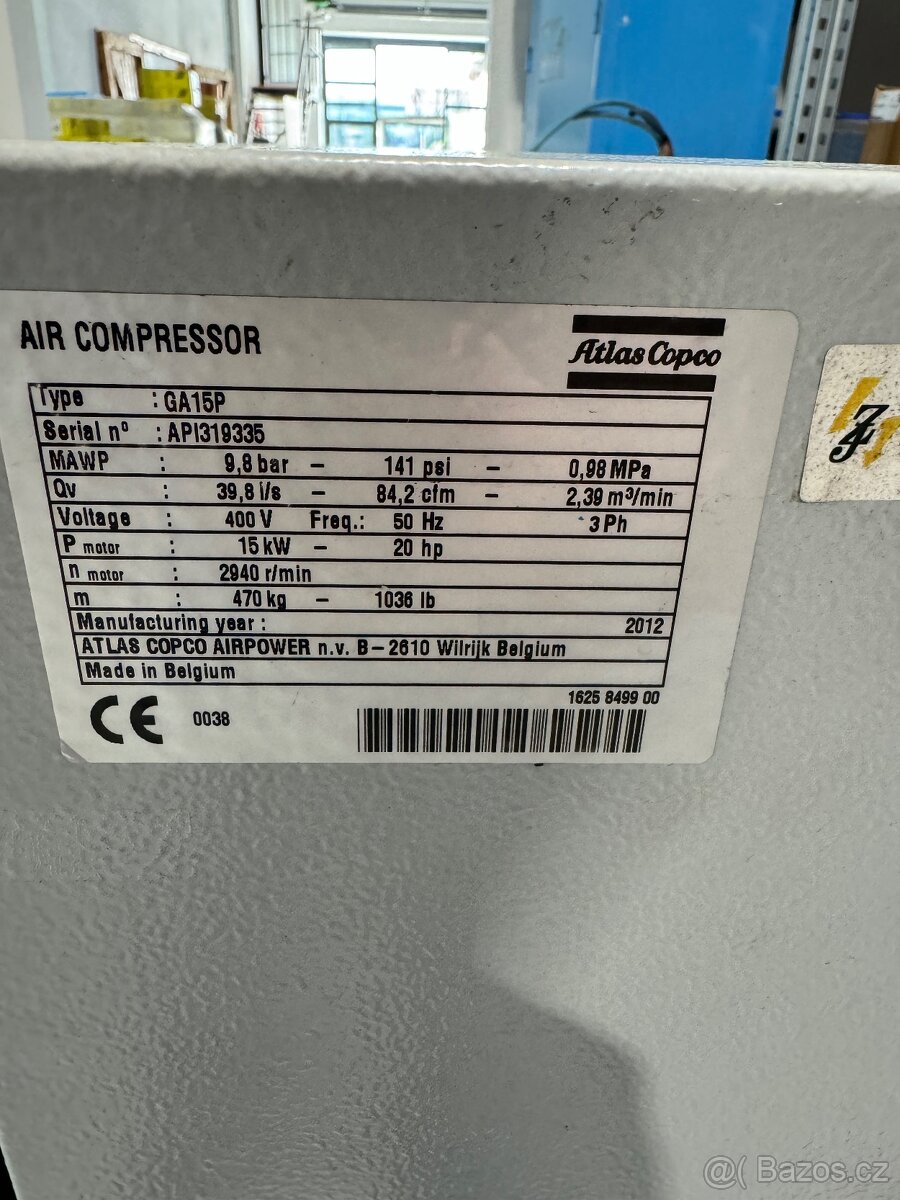 AIR COMPRESSOR
Atlas Copco
Type : GA15P
Serial nº : API319335
MAWP : 9,8 bar – 141 psi – 0,98 MPa
Qv : 39,8 l/s – 84,2 cfm – 2,39 m³/min
Voltage : 400 V Freq.: 50 Hz 3 Ph
P motor : 15 kW – 20 hp
n motor : 2940 r/min
m : 470 kg – 1036 lb
Manufacturing year : 2012
ATLAS COPCO AIRPOWER n.v. B – 2610 Wilrijk Belgium
Made in Belgium
1625 8499 00
CE 0038
@ Bazos.cz